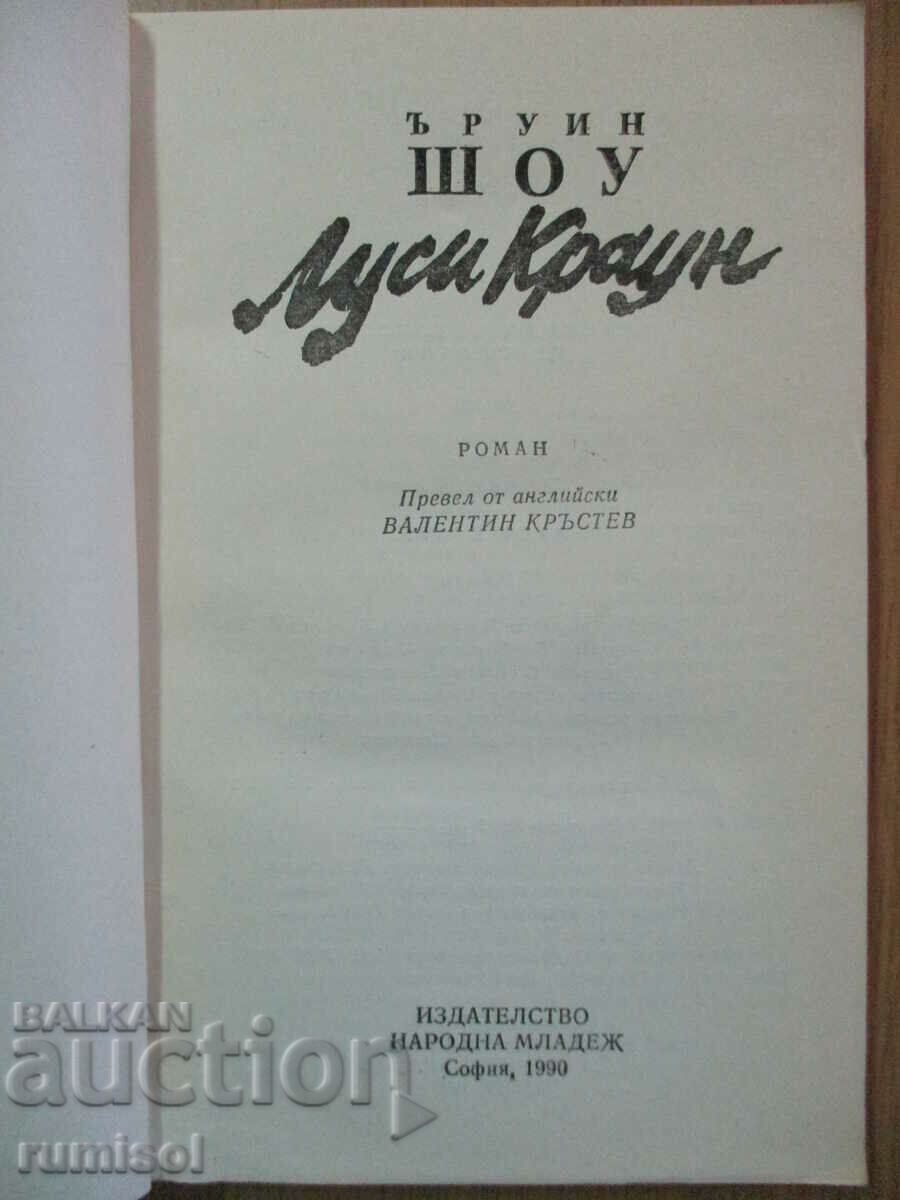 ЪРУИН
ШОУ
Луси Краун
РОМАН
Превел от английски
ВАЛЕНТИН КРЪСТЕВ
ИЗДАТЕЛСТВО
НАРОДНА МЛАДЕЖ
София, 1990
BALKAN
auction
rumisol